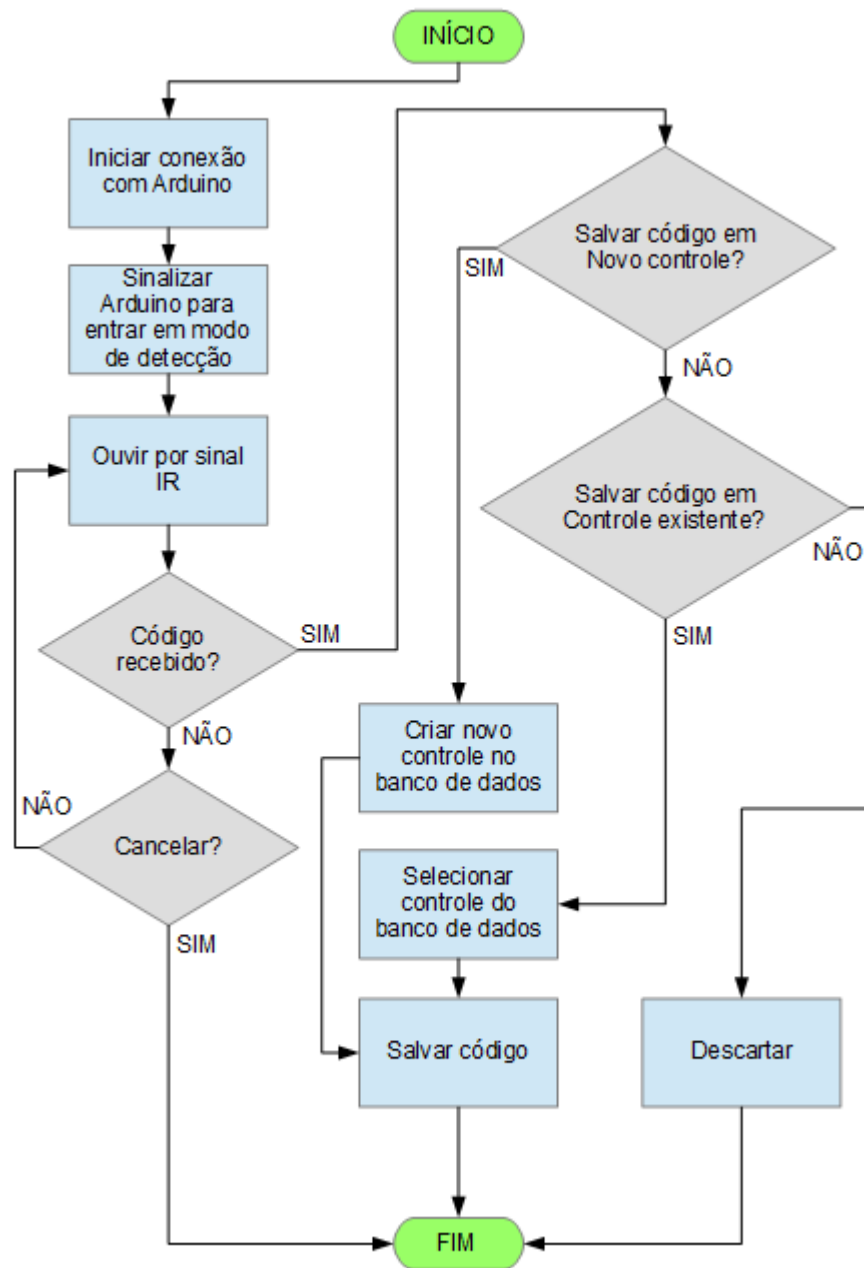 INÍCIO
Iniciar conexão
com Arduino
Sinalizar
Arduino para
entrar em modo
de detecção
Ouvir por sinal
IR
Código
recebido?
SIM
NÃO
Cancelar?
NÃO
SIM
Salvar código em
Novo controle?
SIM
NÃO
Salvar código em
Controle existente?
NÃO
SIM
Criar novo
controle no
banco de dados
Selecionar
controle do
banco de dados
Salvar código
Descartar
FIM